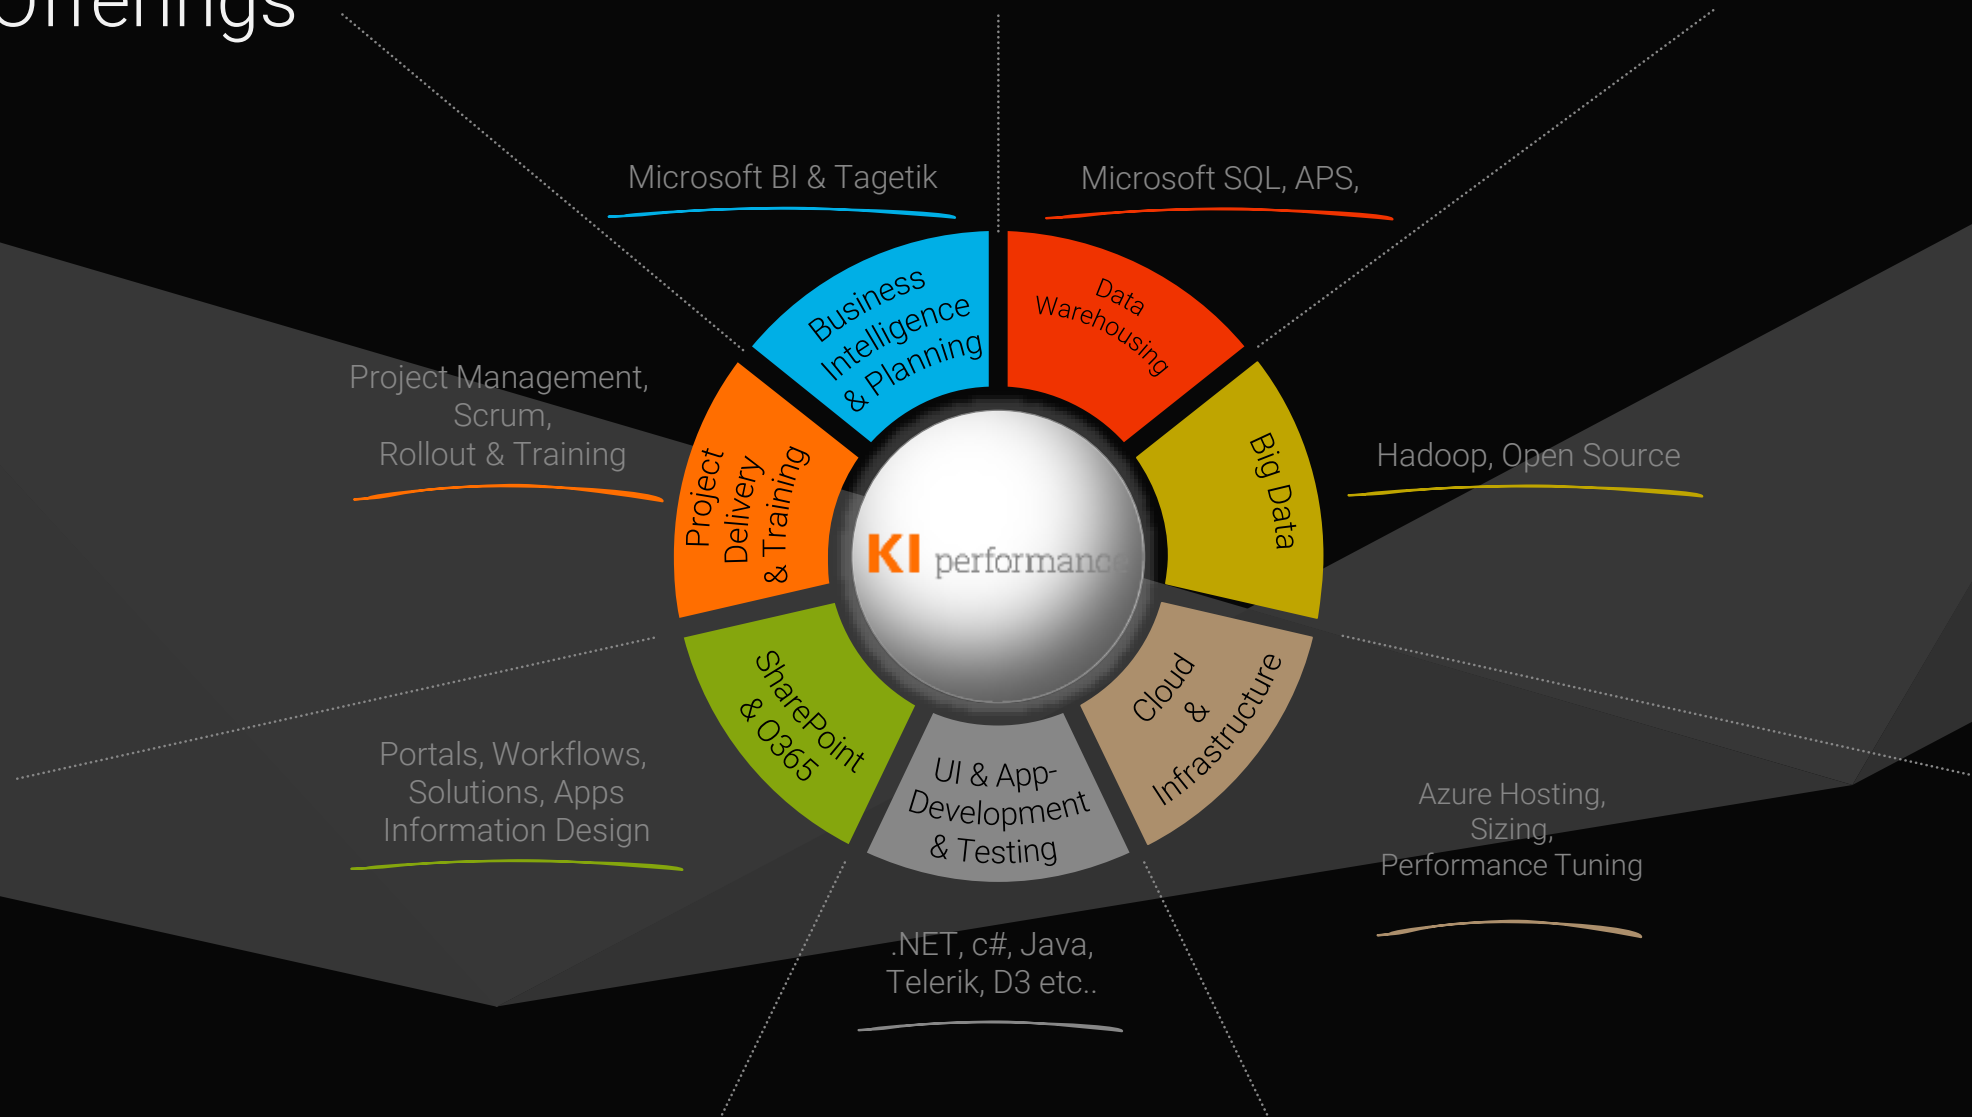 Offerings
Microsoft BI & Tagetik
Microsoft SQL, APS,
Business
Intelligence
& Planning
Data
Warehousing
Project Management,
Scrum,
Rollout & Training
Project
Delivery
& Training
Big Data
Hadoop, Open Source
KI performance
SharePoint
& O365
Cloud
&
Infrastructure
Portals, Workflows,
Solutions, Apps
Information Design
UI & App-
Development
& Testing
Azure Hosting,
Sizing,
Performance Tuning
.NET, c#, Java,
Telerik, D3 etc..